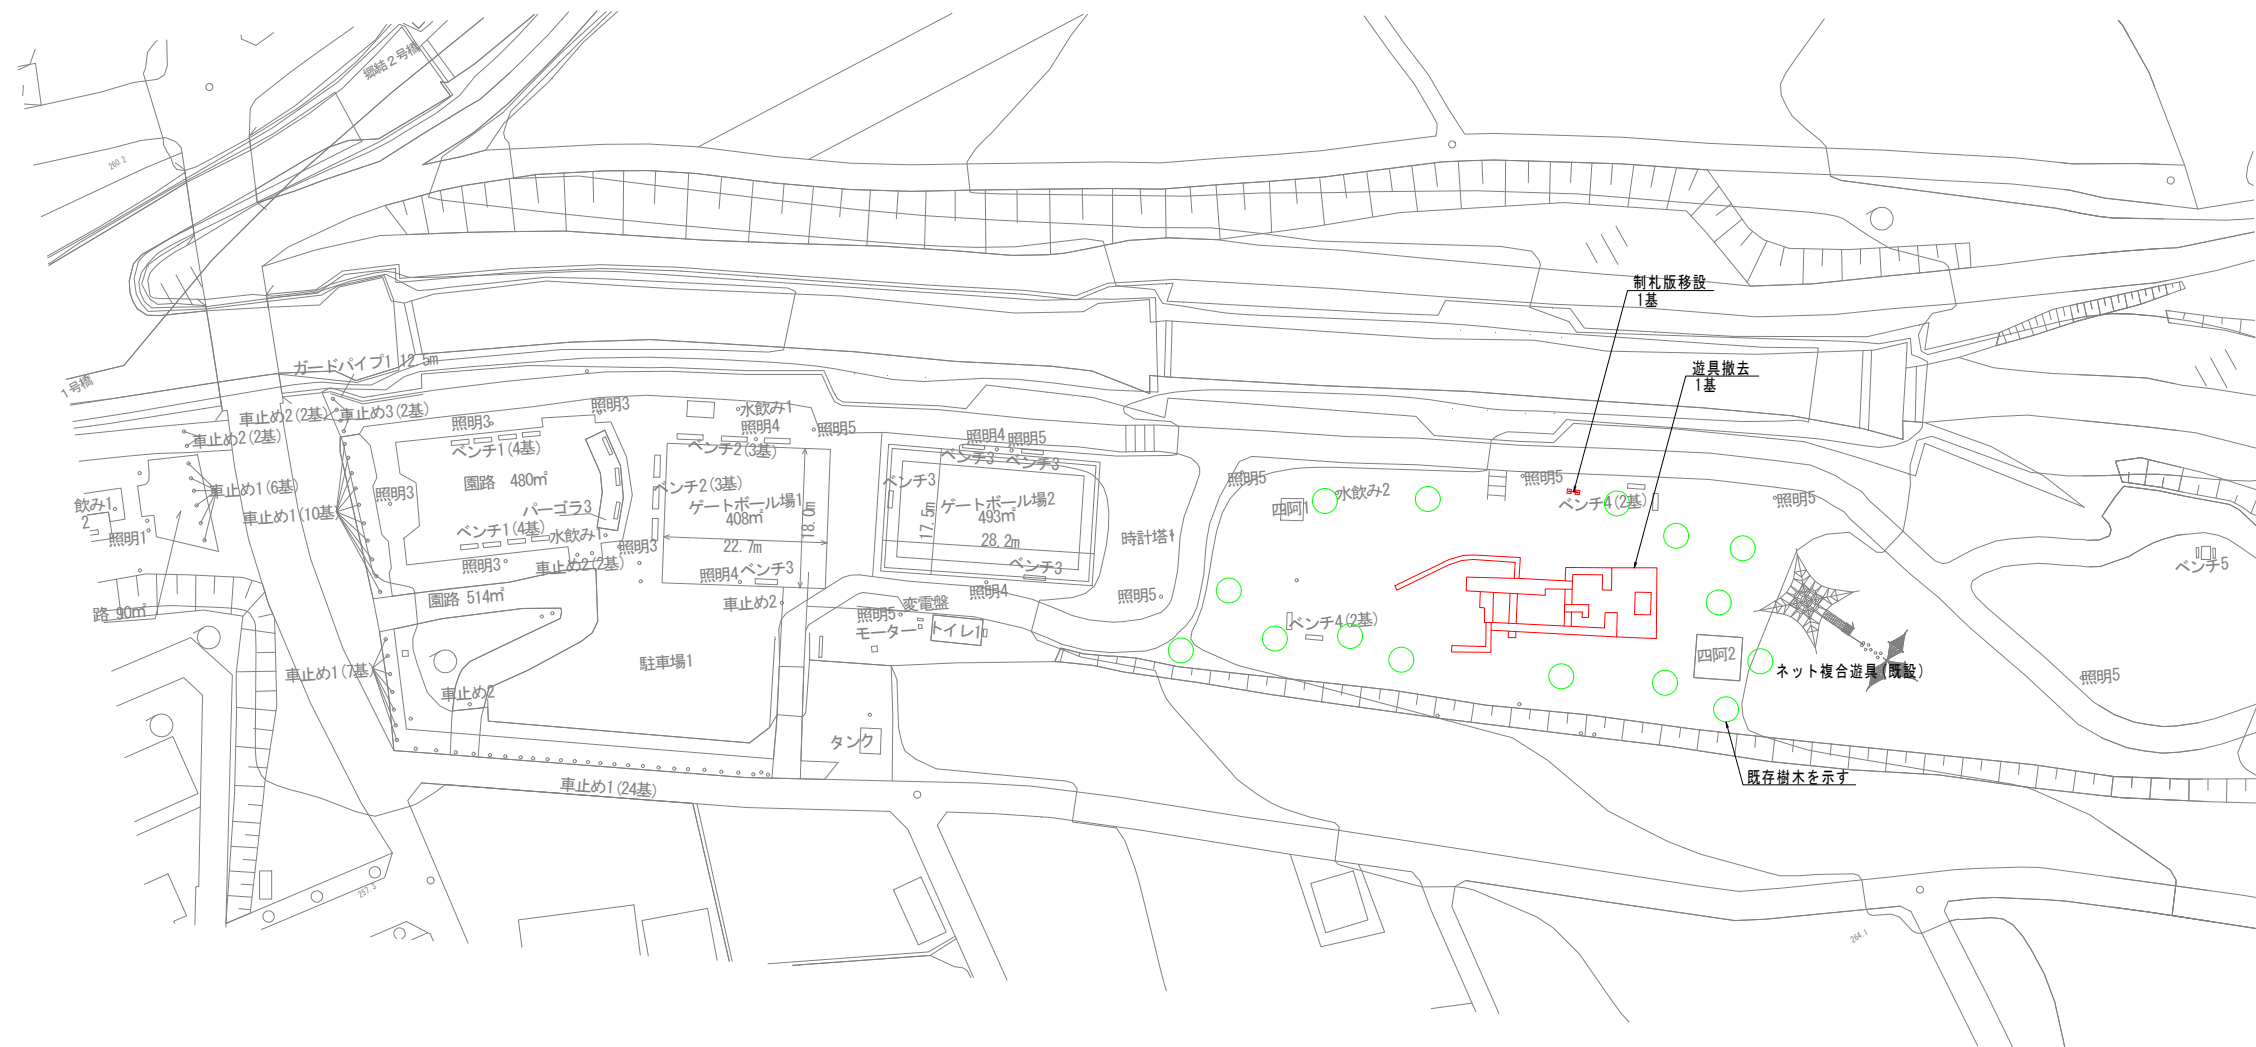 郷結2号橋
260.2
1号橋
制札版移設
1基
遊具撤去
1基
ガードパイプ1 12.5m
車止め2(2基)
車止め3(2基)
車止め2(2基)
照明3
照明3
水飲み1
照明4
照明5
照明4
照明5
ベンチ1(4基)
ベンチ2(3基)
ベンチ3
ベンチ3
園路 480㎡
照明3
車止め1(6基)
車止め1(10基)
飲み1
2
照明1
パーゴラ3
ベンチ2(3基)
ゲートボール場1
408㎡
18.0m
22.7m
ベンチ3
17.5m
ゲートボール場2
493㎡
28.2m
ベンチ1(4基)
水飲み1
照明3
照明3
車止め2(2基)
照明4
ベンチ3
ベンチ3
照明4
時計塔1
照明5
照明5
四阿1
水飲み2
照明5
ベンチ4(2基)
照明5
ベンチ5
路 90㎡
園路 514㎡
車止め2
照明5
変電盤
モーター
トイレ1
ベンチ4(2基)
四阿2
ネット複合遊具(既設)
照明5
車止め1(7基)
車止め2
駐車場1
タンク
車止め1(24基)
既存樹木を示す
257.3
264.1